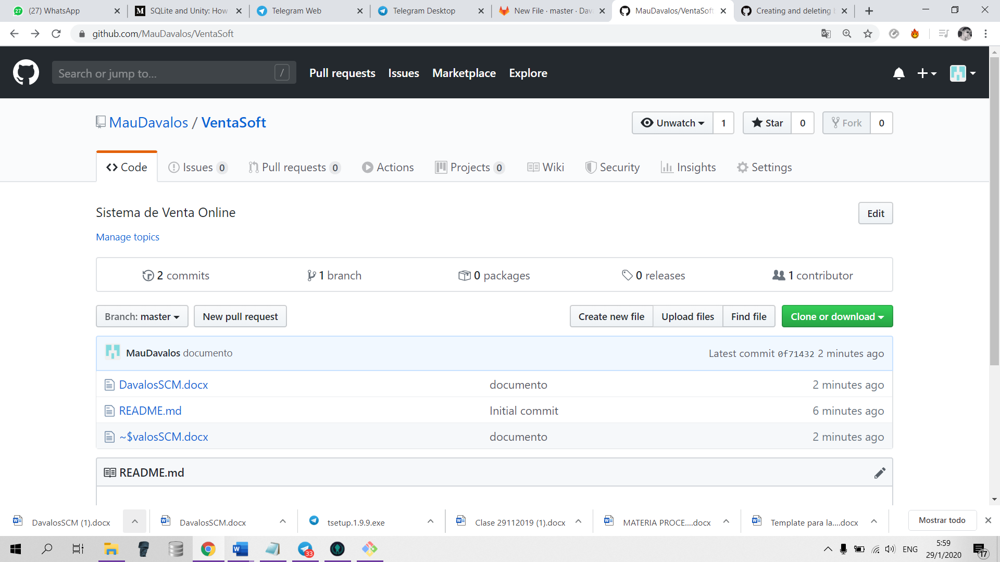 (27) WhatsApp
SQLite and Unity: How
Telegram Web
Telegram Desktop
New File · master · Dav
MauDavalos/VentaSoft
Creating and deleting b
github.com/MauDavalos/VentaSoft
Search or jump to...
/
Pull requests Issues Marketplace Explore
MauDavalos / VentaSoft
Unwatch 1
Star 0
Fork 0
Code
Issues 0
Pull requests 0
Actions
Projects 0
Wiki
Security
Insights
Settings
Sistema de Venta Online
Edit
Manage topics
2 commits
1 branch
0 packages
0 releases
1 contributor
Branch: master
New pull request
Create new file
Upload files
Find file
Clone or download
MauDavalos documento
Latest commit 0f71432 2 minutes ago
DavalosSCM.docx documento 2 minutes ago
README.md Initial commit 6 minutes ago
~$valosSCM.docx documento 2 minutes ago
README.md
DavalosSCM (1).docx
DavalosSCM.docx
tsetup.1.9.9.exe
Clase 29112019 (1).docx
MATERIA PROCE....docx
Template para la....docx
Mostrar todo
33
ENG
5:59
29/1/2020
17